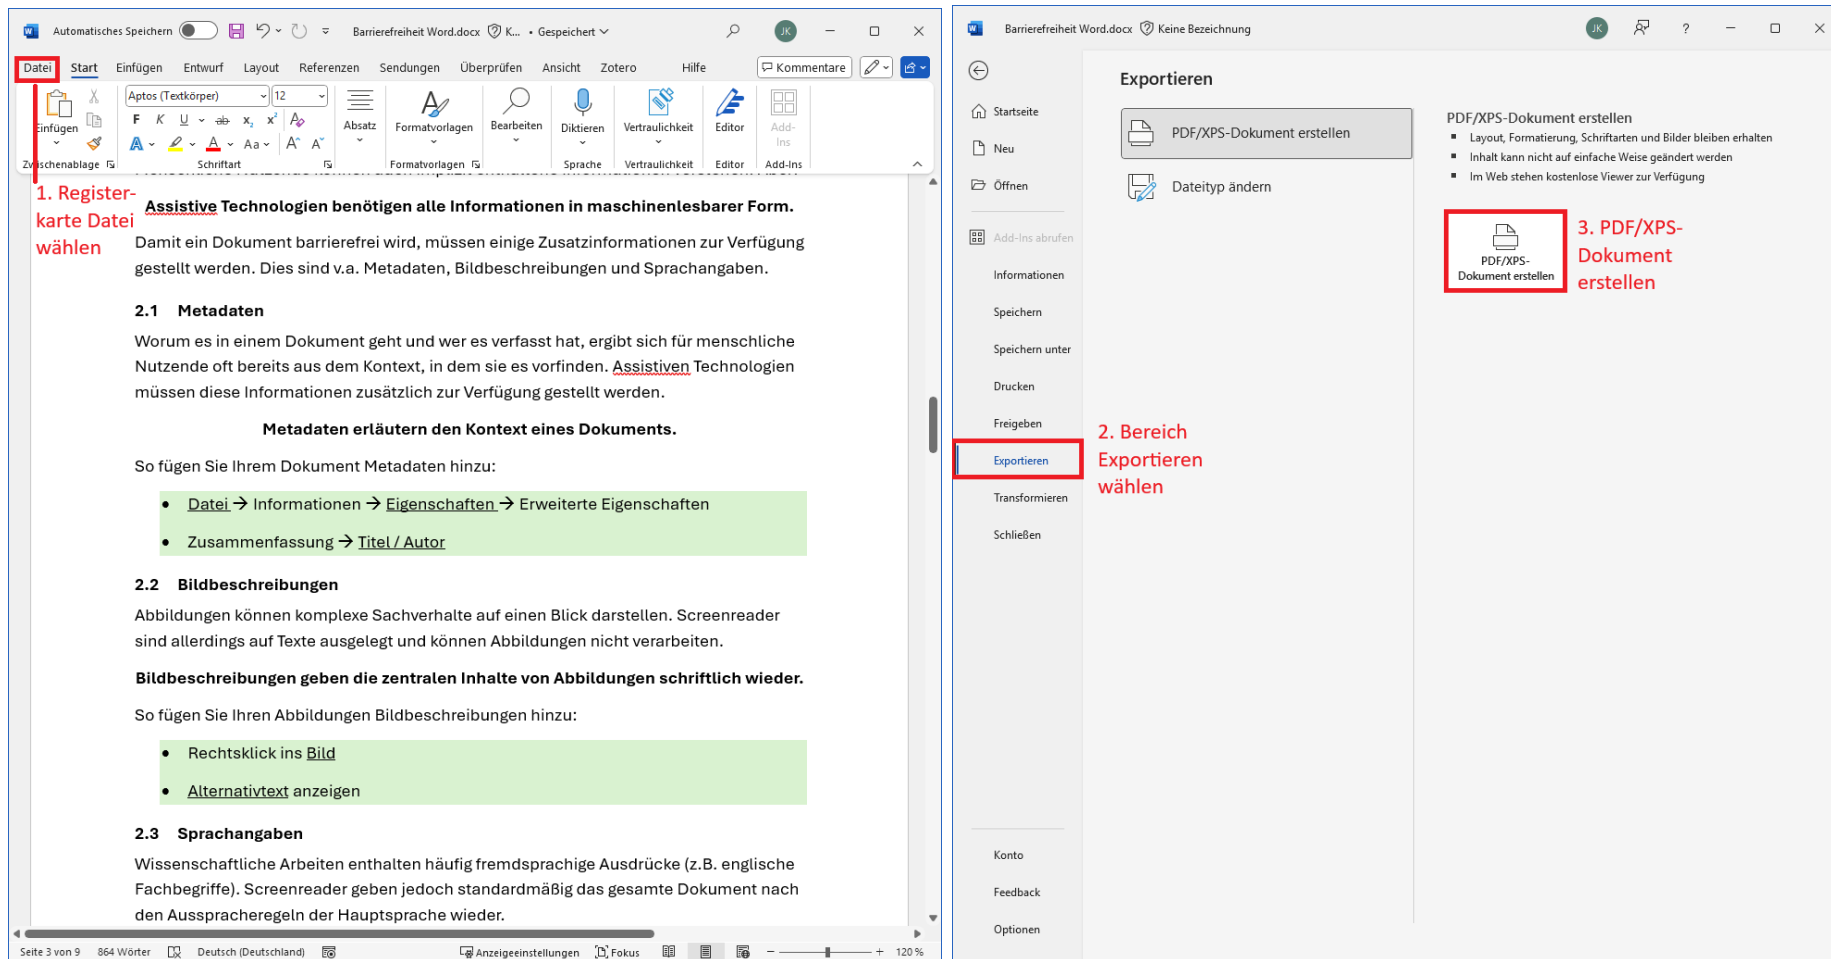 Automatisches Speichern
Barrierefreiheit Word.docx
K... • Gespeichert
JK
Datei Start Einfügen Entwurf Layout Referenzen Sendungen Überprüfen Ansicht Zotero Hilfe
Kommentare
Einfügen
Aptos (Textkörper) 12
F K U ab x₂ x²
A A Aa A A
Absatz
Formatvorlagen
Bearbeiten
Diktieren
Vertraulichkeit
Editor
Add-Ins
Zwischenablage Schriftart Formatvorlagen Sprache Vertraulichkeit Editor Add-Ins
1. Register-
karte Datei
wählen
Assistive Technologien benötigen alle Informationen in maschinenlesbarer Form.
Damit ein Dokument barrierefrei wird, müssen einige Zusatzinformationen zur Verfügung
gestellt werden. Dies sind v.a. Metadaten, Bildbeschreibungen und Sprachangaben.
2.1 Metadaten
Worum es in einem Dokument geht und wer es verfasst hat, ergibt sich für menschliche
Nutzende oft bereits aus dem Kontext, in dem sie es vorfinden. Assistiven Technologien
müssen diese Informationen zusätzlich zur Verfügung gestellt werden.
Metadaten erläutern den Kontext eines Dokuments.
So fügen Sie Ihrem Dokument Metadaten hinzu:
• Datei → Informationen → Eigenschaften → Erweiterte Eigenschaften
• Zusammenfassung → Titel / Autor
2.2 Bildbeschreibungen
Abbildungen können komplexe Sachverhalte auf einen Blick darstellen. Screenreader
sind allerdings auf Texte ausgelegt und können Abbildungen nicht verarbeiten.
Bildbeschreibungen geben die zentralen Inhalte von Abbildungen schriftlich wieder.
So fügen Sie Ihren Abbildungen Bildbeschreibungen hinzu:
• Rechtsklick ins Bild
• Alternativtext anzeigen
2.3 Sprachangaben
Wissenschaftliche Arbeiten enthalten häufig fremdsprachige Ausdrücke (z.B. englische
Fachbegriffe). Screenreader geben jedoch standardmäßig das gesamte Dokument nach
den Ausspracheregeln der Hauptsprache wieder.
Seite 3 von 9 864 Wörter Deutsch (Deutschland) Anzeigeeinstellungen Fokus − + 120 %
Barrierefreiheit Word.docx Keine Bezeichnung JK ?
Startseite
Neu
Öffnen
Add-Ins abrufen
Informationen
Speichern
Speichern unter
Drucken
Freigeben
Exportieren
Transformieren
Schließen
Konto
Feedback
Optionen
2. Bereich
Exportieren
wählen
Exportieren
PDF/XPS-Dokument erstellen
Dateityp ändern
PDF/XPS-Dokument erstellen
Layout, Formatierung, Schriftarten und Bilder bleiben erhalten
Inhalt kann nicht auf einfache Weise geändert werden
Im Web stehen kostenlose Viewer zur Verfügung
PDF/XPS-
Dokument erstellen
3. PDF/XPS-
Dokument
erstellen